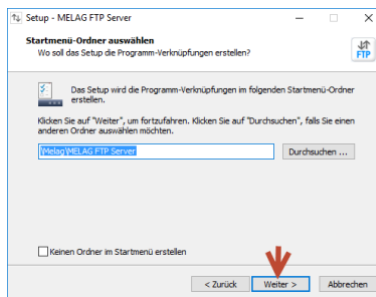 Setup - MELAG FTP Server
Startmenü-Ordner auswählen
Wo soll das Setup die Programm-Verknüpfungen erstellen?
FTP
Das Setup wird die Programm-Verknüpfungen im folgenden Startmenü-Ordner
erstellen.
Klicken Sie auf "Weiter", um fortzufahren. Klicken Sie auf "Durchsuchen", falls Sie einen
anderen Ordner auswählen möchten.
\Melag\MELAG FTP Server
Durchsuchen ...
Keinen Ordner im Startmenü erstellen
< Zurück Weiter > Abbrechen